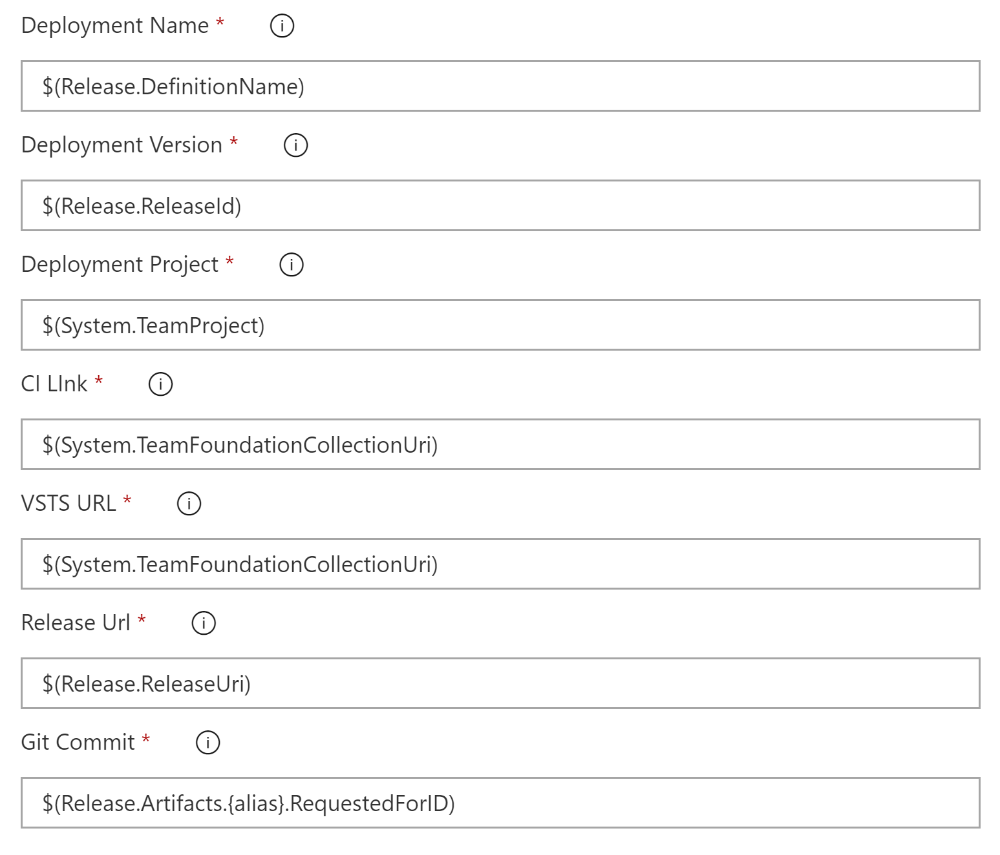 Deployment Name *
$(Release.DefinitionName)
Deployment Version *
$(Release.ReleaseId)
Deployment Project *
$(System.TeamProject)
CI LInk *
$(System.TeamFoundationCollectionUri)
VSTS URL *
$(System.TeamFoundationCollectionUri)
Release Url *
$(Release.ReleaseUri)
Git Commit *
$(Release.Artifacts.{alias}.RequestedForID)